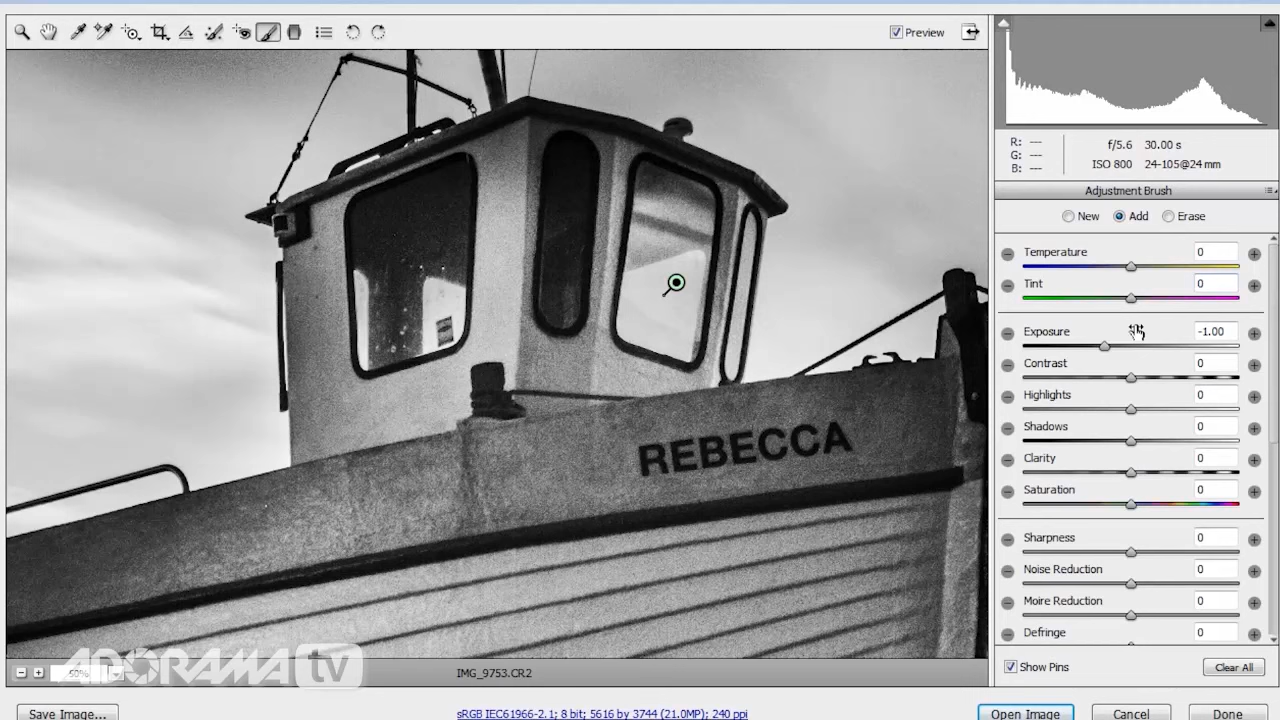 Preview
R: ---
G: ---
B: ---
f/5.6 30.00 s
ISO 800 24-105@24 mm
Adjustment Brush
New Add Erase
Temperature 0
Tint 0
Exposure -1.00
Contrast 0
Highlights 0
Shadows 0
Clarity 0
Saturation 0
Sharpness 0
Noise Reduction 0
Moire Reduction 0
Defringe 0
REBECCA
ADORAMA tv
50%
IMG_9753.CR2
Show Pins
Clear All
Save Image...
sRGB IEC61966-2.1; 8 bit; 5616 by 3744 (21.0MP); 240 ppi
Open Image
Cancel
Done